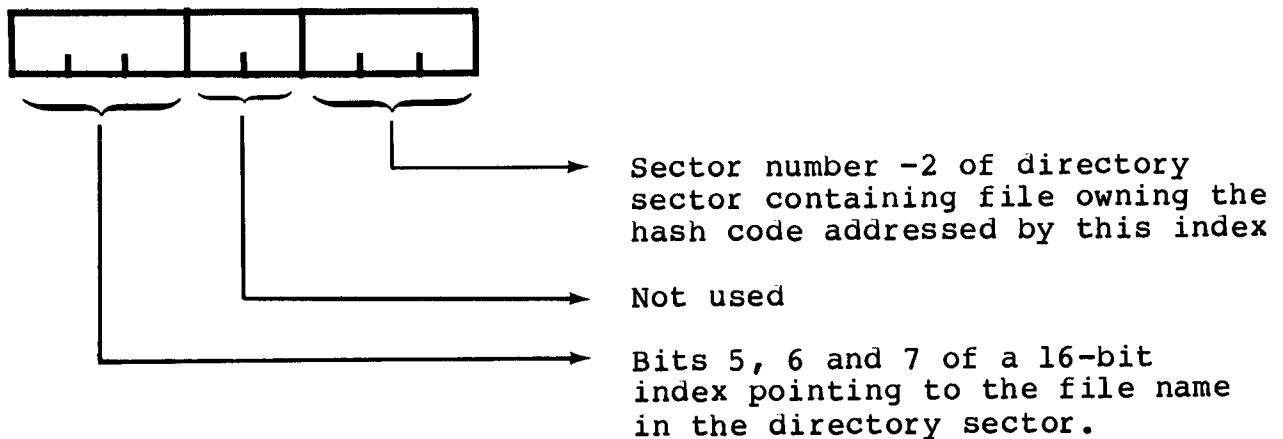 Sector number -2 of directory
sector containing file owning the
hash code addressed by this index
Not used
Bits 5, 6 and 7 of a 16-bit
index pointing to the file name
in the directory sector.